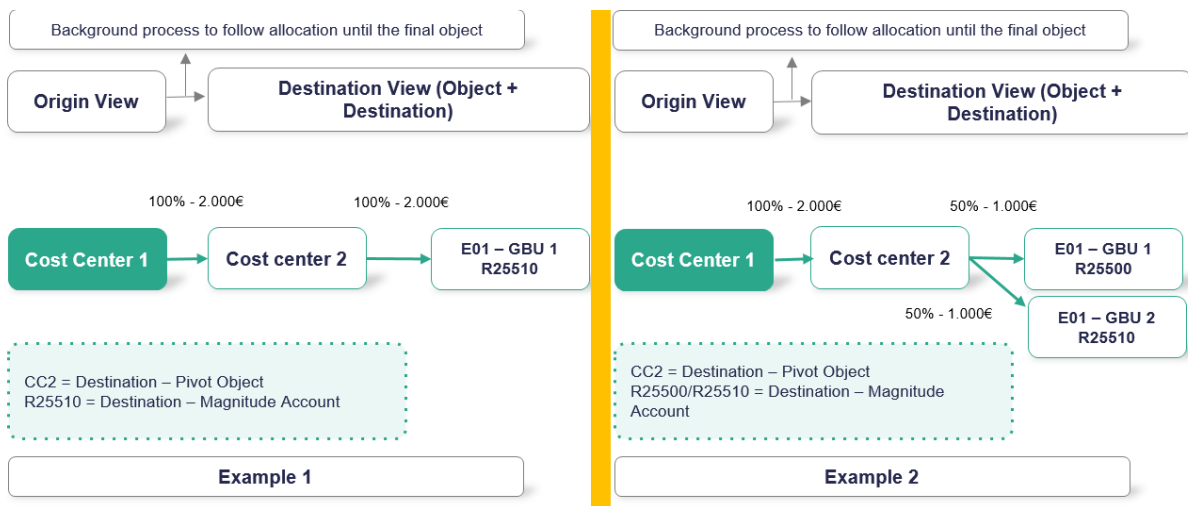 Background process to follow allocation until the final object
Origin View
Destination View (Object +
Destination)
100% - 2.000€
100% - 2.000€
Cost Center 1
Cost center 2
E01 – GBU 1
R25510
CC2 = Destination – Pivot Object
R25510 = Destination – Magnitude Account
Example 1
Background process to follow allocation until the final object
Origin View
Destination View (Object +
Destination)
100% - 2.000€
50% - 1.000€
Cost Center 1
Cost center 2
E01 – GBU 1
R25500
50% - 1.000€
E01 – GBU 2
R25510
CC2 = Destination – Pivot Object
R25500/R25510 = Destination – Magnitude
Account
Example 2